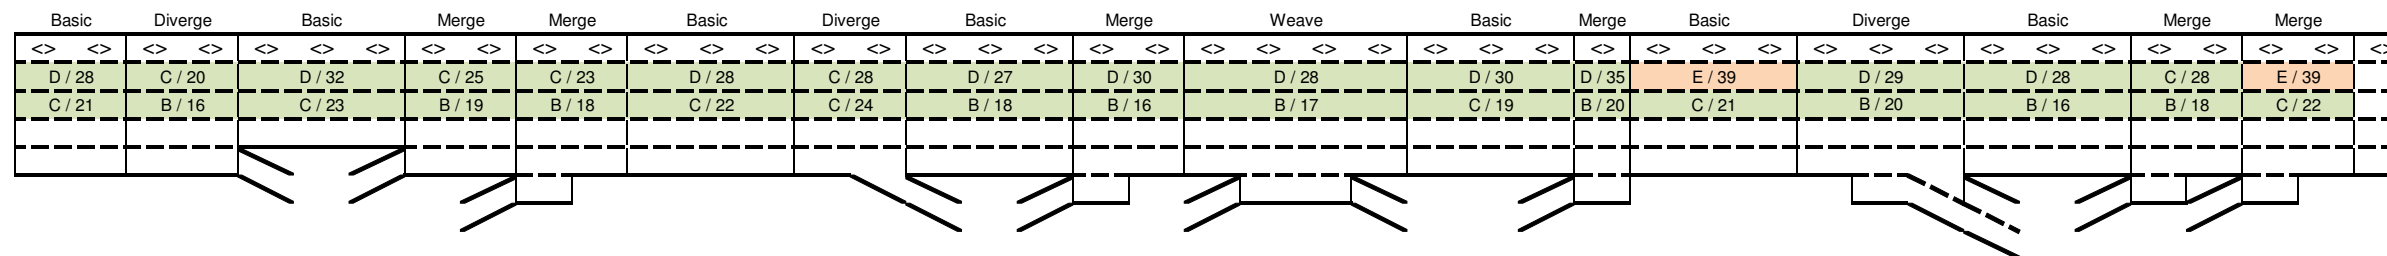 Basic Diverge Basic Merge Merge Basic Diverge Basic Merge Weave Basic Merge Basic Diverge Basic Merge Merge
<> <> <> <> <> <> <> <> <> <> <> <> <> <> <> <> <> <> <> <> <> <> <> <> <> <> <> <> <> <> <> <> <> <> <> <> <> <> <> <> <> <> <>
D / 28 C / 20 D / 32 C / 25 C / 23 D / 28 C / 28 D / 27 D / 30 D / 28 D / 30 D / 35 E / 39 D / 29 D / 28 C / 28 E / 39
C / 21 B / 16 C / 23 B / 19 B / 18 C / 22 C / 24 B / 18 B / 16 B / 17 C / 19 B / 20 C / 21 B / 20 B / 16 B / 18 C / 22